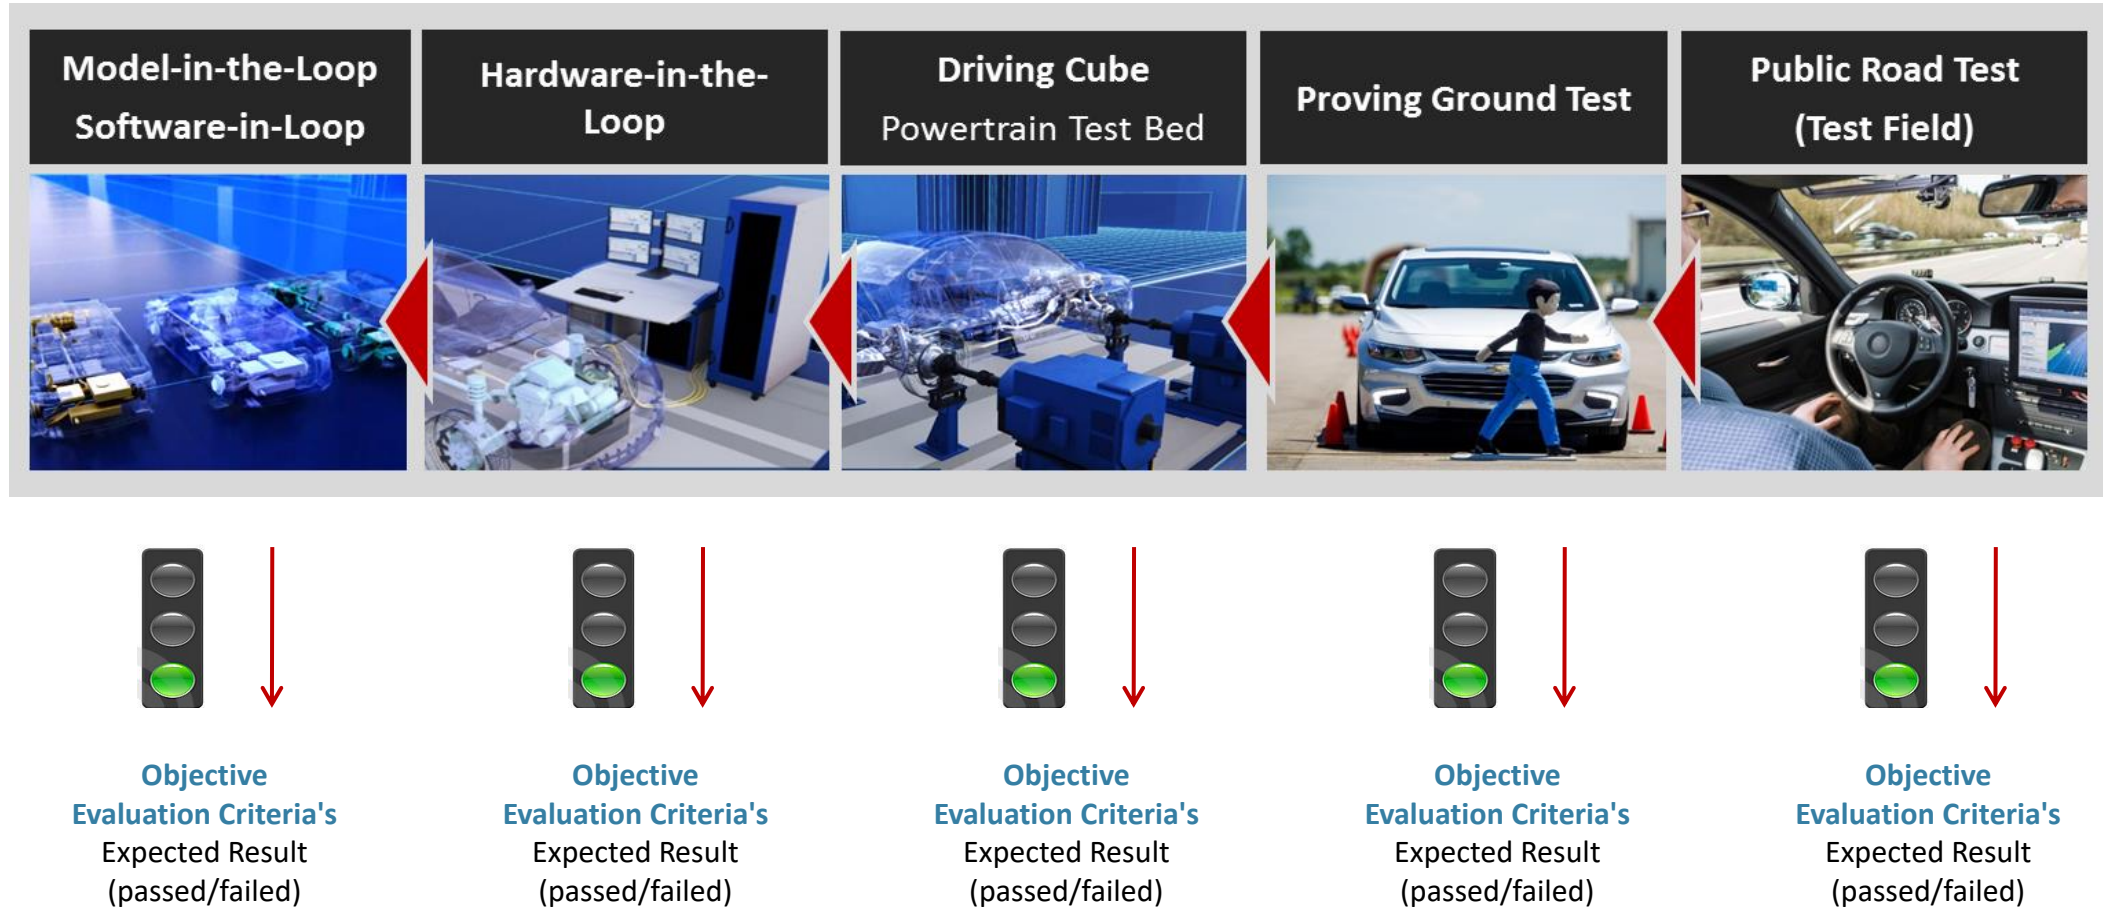 Model-in-the-Loop
Software-in-Loop
Hardware-in-the-
Loop
Driving Cube
Powertrain Test Bed
Proving Ground Test
Public Road Test
(Test Field)
Objective
Evaluation Criteria's
Expected Result
(passed/failed)
Objective
Evaluation Criteria's
Expected Result
(passed/failed)
Objective
Evaluation Criteria's
Expected Result
(passed/failed)
Objective
Evaluation Criteria's
Expected Result
(passed/failed)
Objective
Evaluation Criteria's
Expected Result
(passed/failed)